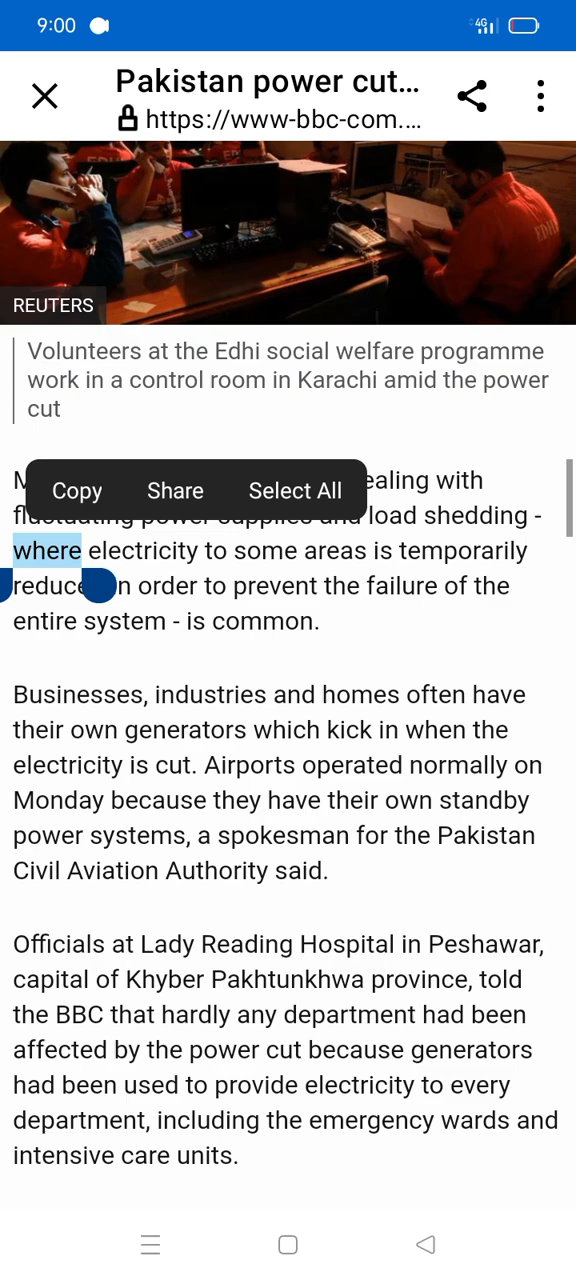 9:00
4G
Pakistan power cut...
https://www-bbc-com....
EDHI
REUTERS
Volunteers at the Edhi social welfare programme
work in a control room in Karachi amid the power
cut
Copy Share Select All
ealing with
fluctuating power supplies and load shedding -
where electricity to some areas is temporarily
reduce n order to prevent the failure of the
entire system - is common.
Businesses, industries and homes often have
their own generators which kick in when the
electricity is cut. Airports operated normally on
Monday because they have their own standby
power systems, a spokesman for the Pakistan
Civil Aviation Authority said.
Officials at Lady Reading Hospital in Peshawar,
capital of Khyber Pakhtunkhwa province, told
the BBC that hardly any department had been
affected by the power cut because generators
had been used to provide electricity to every
department, including the emergency wards and
intensive care units.